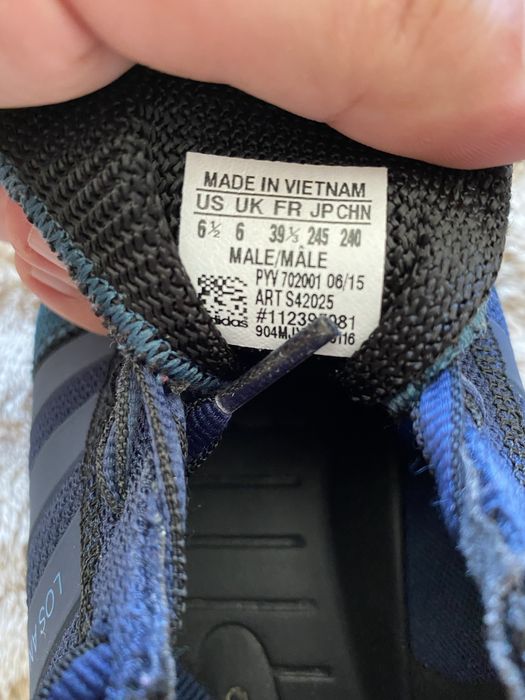 MADE IN VIETNAM
US UK FR JP CHN
6½ 6 39⅓ 245 240
MALE/MÂLE
PYV 702001 06/15
ART S42025
adidas
LOS